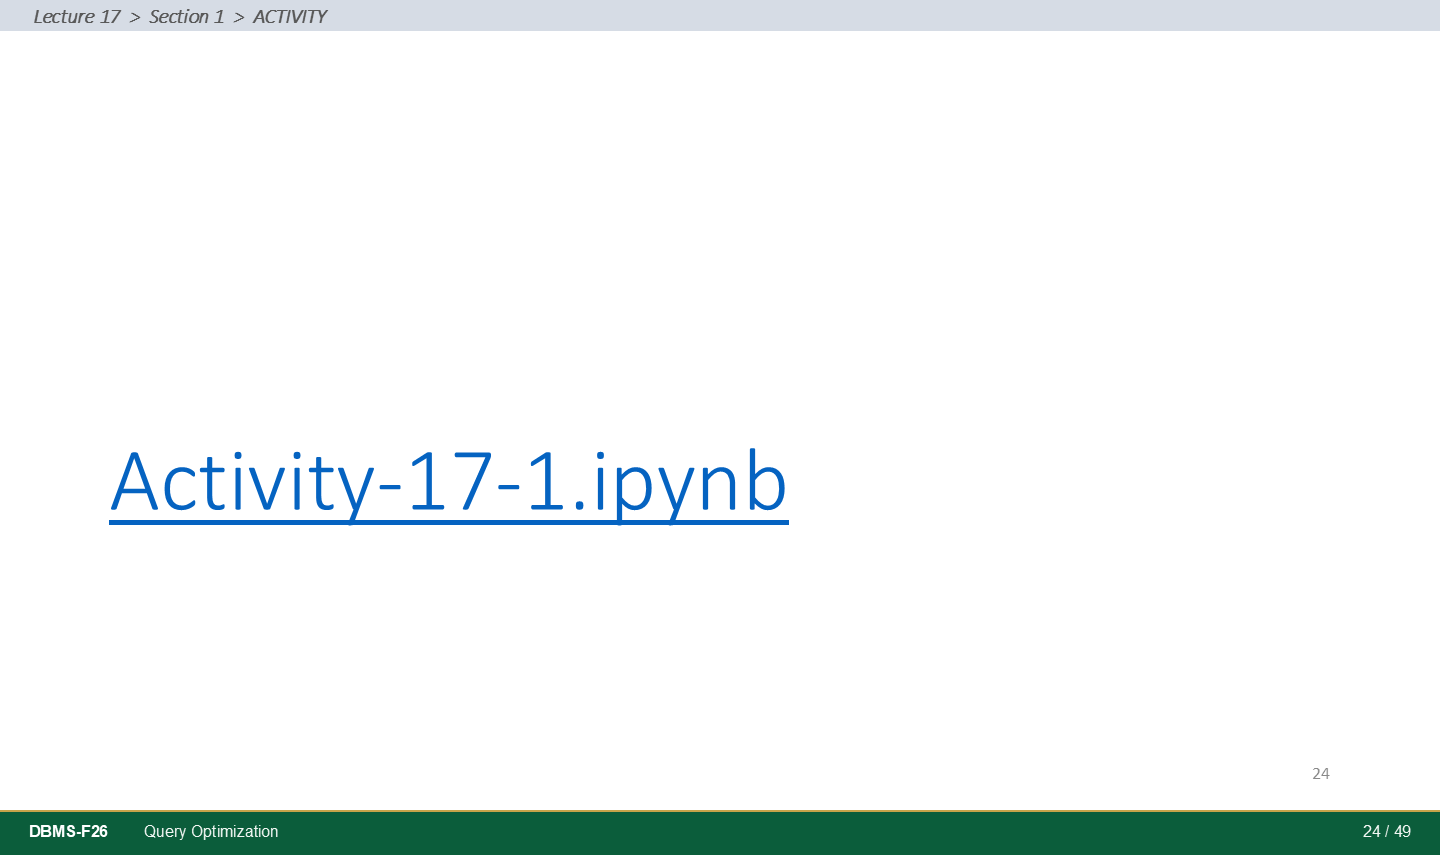 Lecture 17 > Section 1 > ACTIVITY
Activity-17-1.ipynb
24
DBMS-F26 Query Optimization 24 / 49